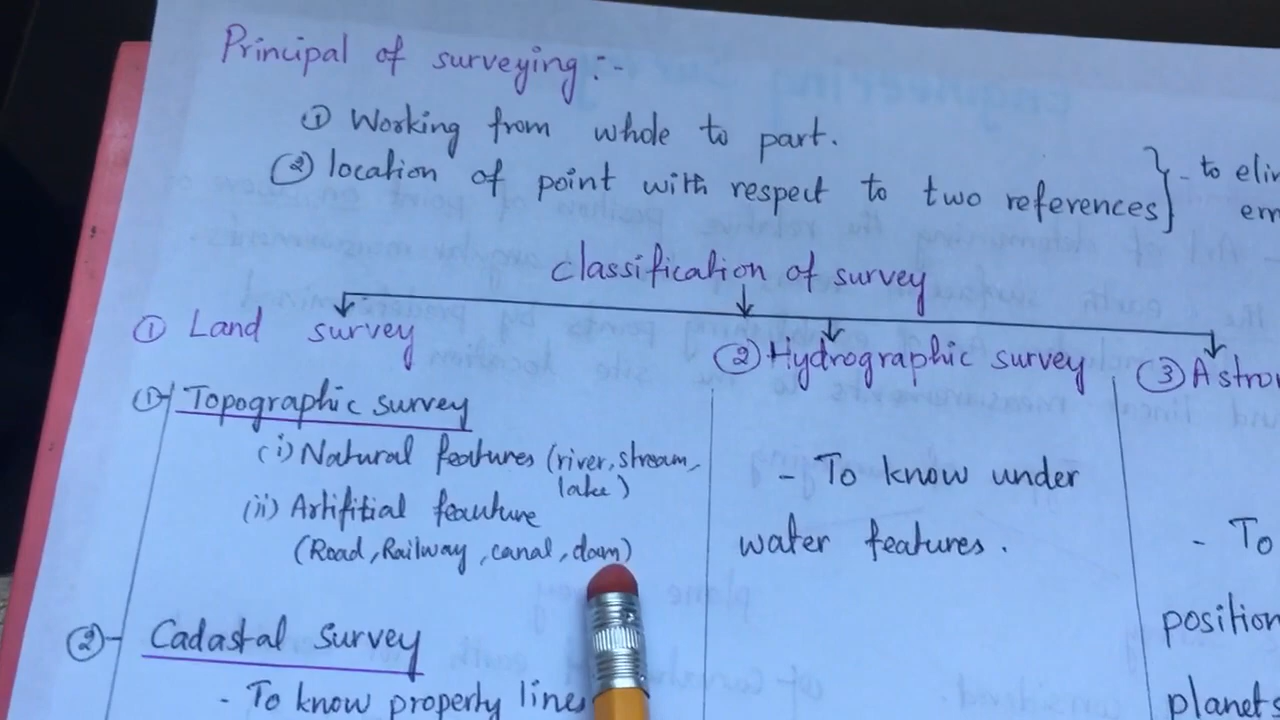 Principal of surveying :-
① Working from whole to part.
② location of point with respect to two references
- to
classification of survey
① Land survey
② Hydrographic survey
③
① Topographic survey
(i) Natural features (river, stream,
lake)
(ii) Artifitial feauture
(Road, Railway, canal, dam)
② Cadastal survey
- To know property lines
- To know under
water features.
- To
position
planets